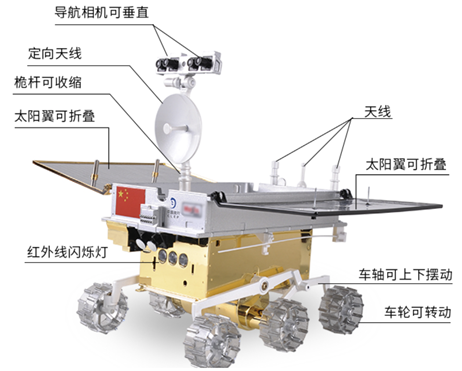 导航相机可垂直
定向天线
桅杆可收缩
太阳翼可折叠
天线
太阳翼可折叠
红外线闪烁灯
车轴可上下摆动
车轮可转动